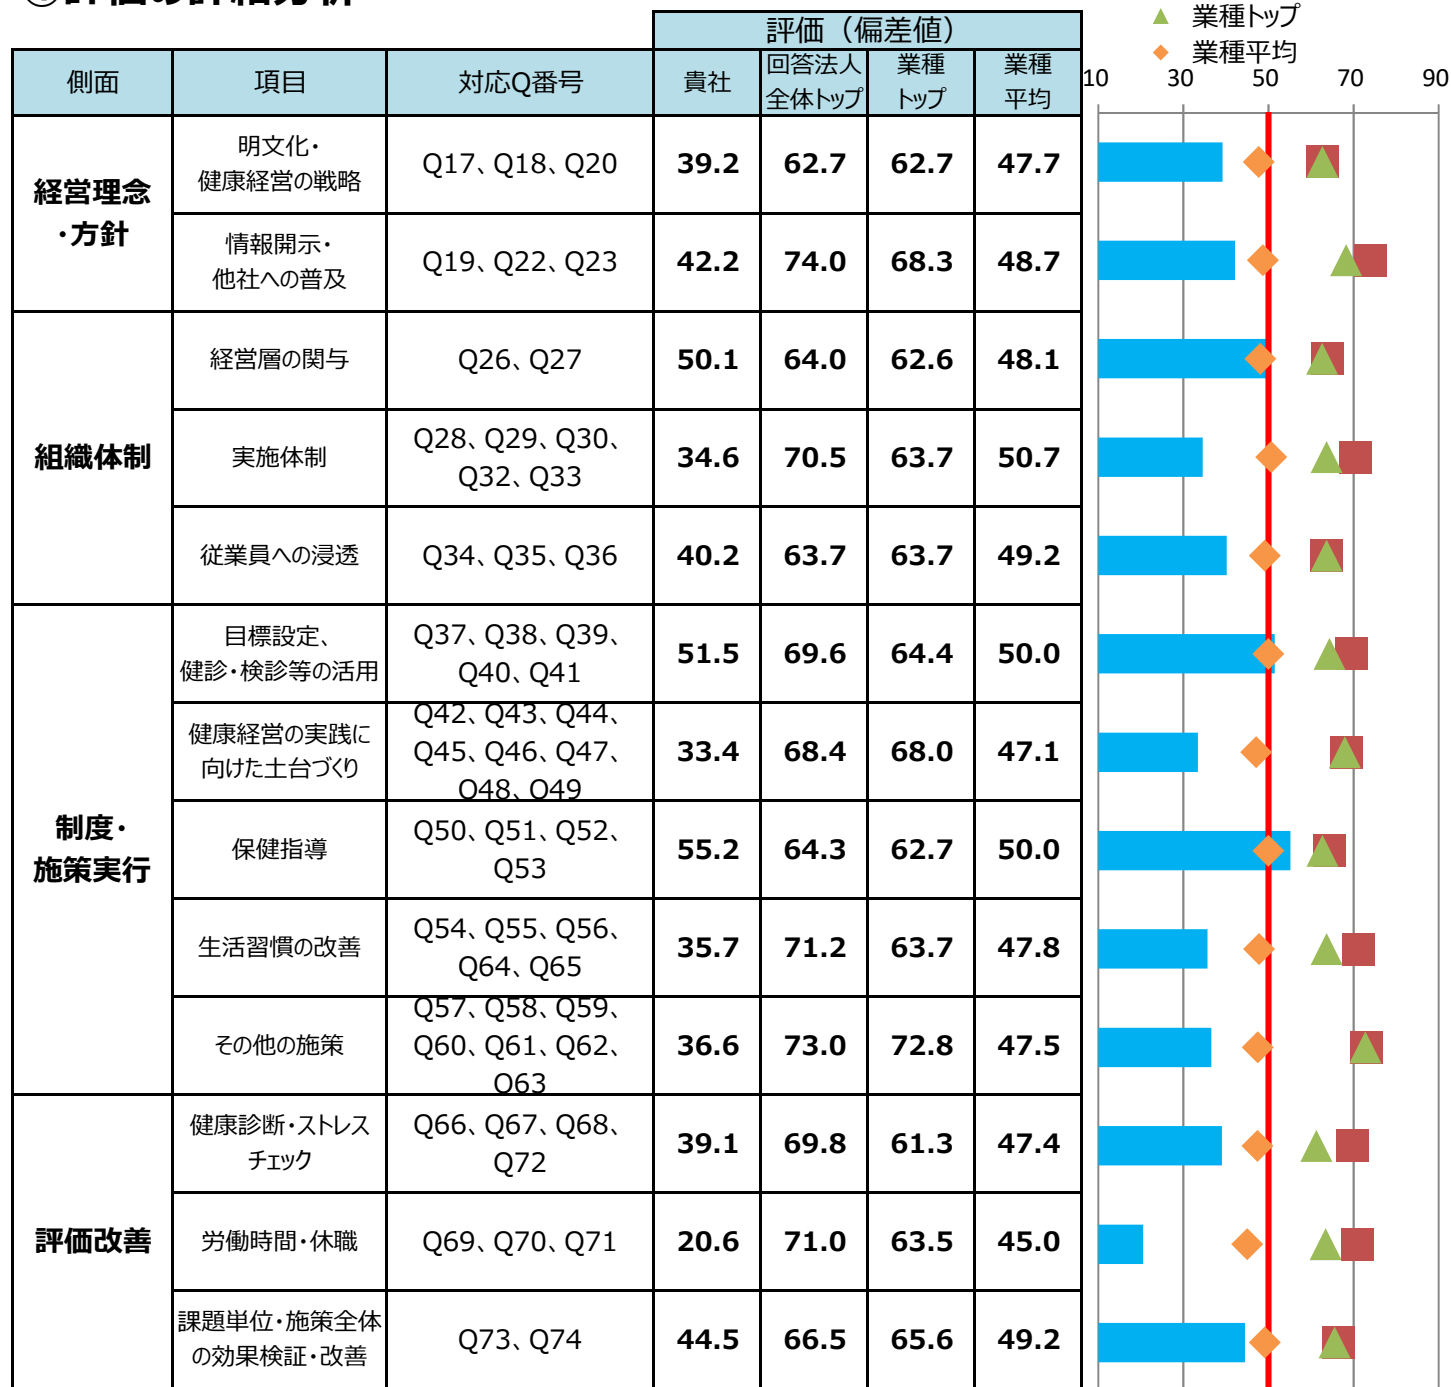 ▲ 業種トップ
◆ 業種平均
評価（偏差値）
側面 項目 対応Q番号 貴社 回答法人全体トップ 業種トップ 業種平均
10 30 50 70 90
経営理念・方針
明文化・
健康経営の戦略
Q17、Q18、Q20
39.2 62.7 62.7 47.7
情報開示・
他社への普及
Q19、Q22、Q23
42.2 74.0 68.3 48.7
組織体制
経営層の関与
Q26、Q27
50.1 64.0 62.6 48.1
実施体制
Q28、Q29、Q30、
Q32、Q33
34.6 70.5 63.7 50.7
従業員への浸透
Q34、Q35、Q36
40.2 63.7 63.7 49.2
制度・
施策実行
目標設定、
健診・検診等の活用
Q37、Q38、Q39、
Q40、Q41
51.5 69.6 64.4 50.0
健康経営の実践に
向けた土台づくり
Q42、Q43、Q44、
Q45、Q46、Q47、
Q48、Q49
33.4 68.4 68.0 47.1
保健指導
Q50、Q51、Q52、
Q53
55.2 64.3 62.7 50.0
生活習慣の改善
Q54、Q55、Q56、
Q64、Q65
35.7 71.2 63.7 47.8
その他の施策
Q57、Q58、Q59、
Q60、Q61、Q62、
Q63
36.6 73.0 72.8 47.5
評価改善
健康診断・ストレス
チェック
Q66、Q67、Q68、
Q72
39.1 69.8 61.3 47.4
労働時間・休職
Q69、Q70、Q71
20.6 71.0 63.5 45.0
課題単位・施策全体
の効果検証・改善
Q73、Q74
44.5 66.5 65.6 49.2